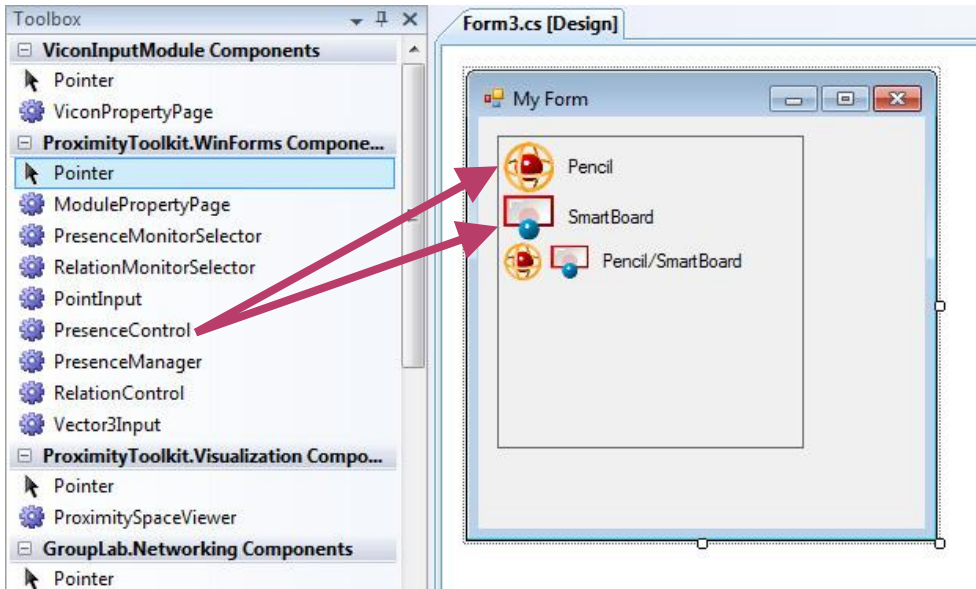 Toolbox
ViconInputModule Components
Pointer
ViconPropertyPage
ProximityToolkit.WinForms Compone...
Pointer
ModulePropertyPage
PresenceMonitorSelector
RelationMonitorSelector
PointInput
PresenceControl
PresenceManager
RelationControl
Vector3Input
ProximityToolkit.Visualization Compo...
Pointer
ProximitySpaceViewer
GroupLab.Networking Components
Pointer
Form3.cs [Design]
My Form
Pencil
SmartBoard
Pencil/SmartBoard